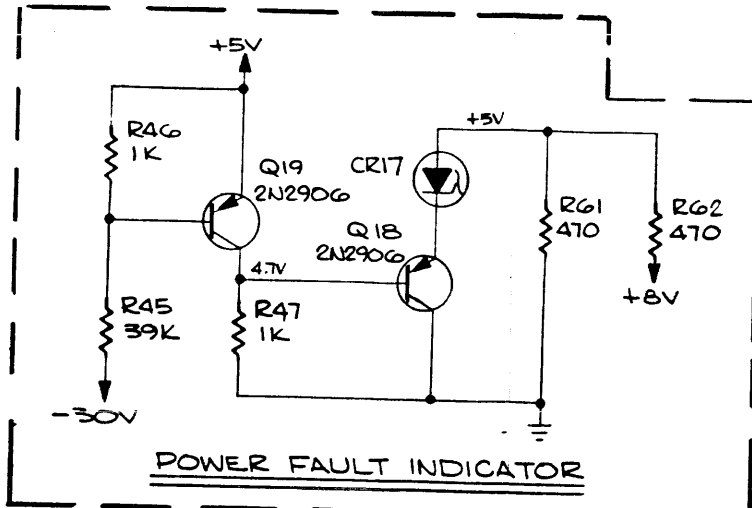 +5V
R46
1K
Q19
2N2906
+5V
CR17
Q18
2N2906
R61
470
R62
470
4.7V
R45
39K
R47
1K
+8V
-30V
POWER FAULT INDICATOR